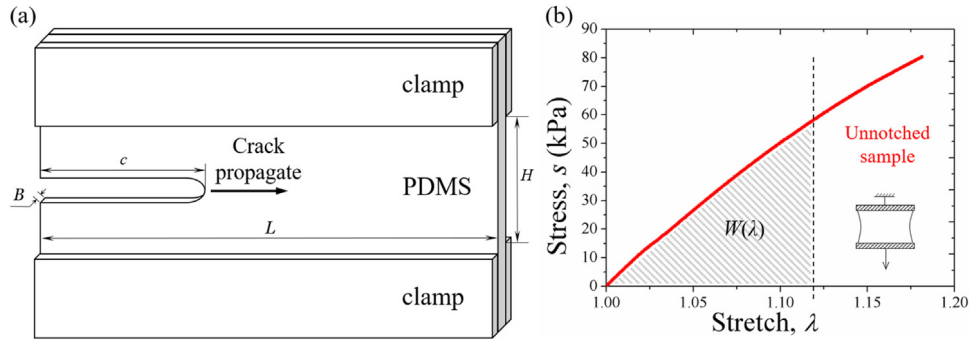 (a)
clamp
c
Crack
propagate
B
PDMS
H
L
clamp
(b)
90
80
70
60
50
40
30
20
10
0
Stress, s (kPa)
Unnotched
sample
W(λ)
1.00
1.05
1.10
1.15
1.20
Stretch, λ